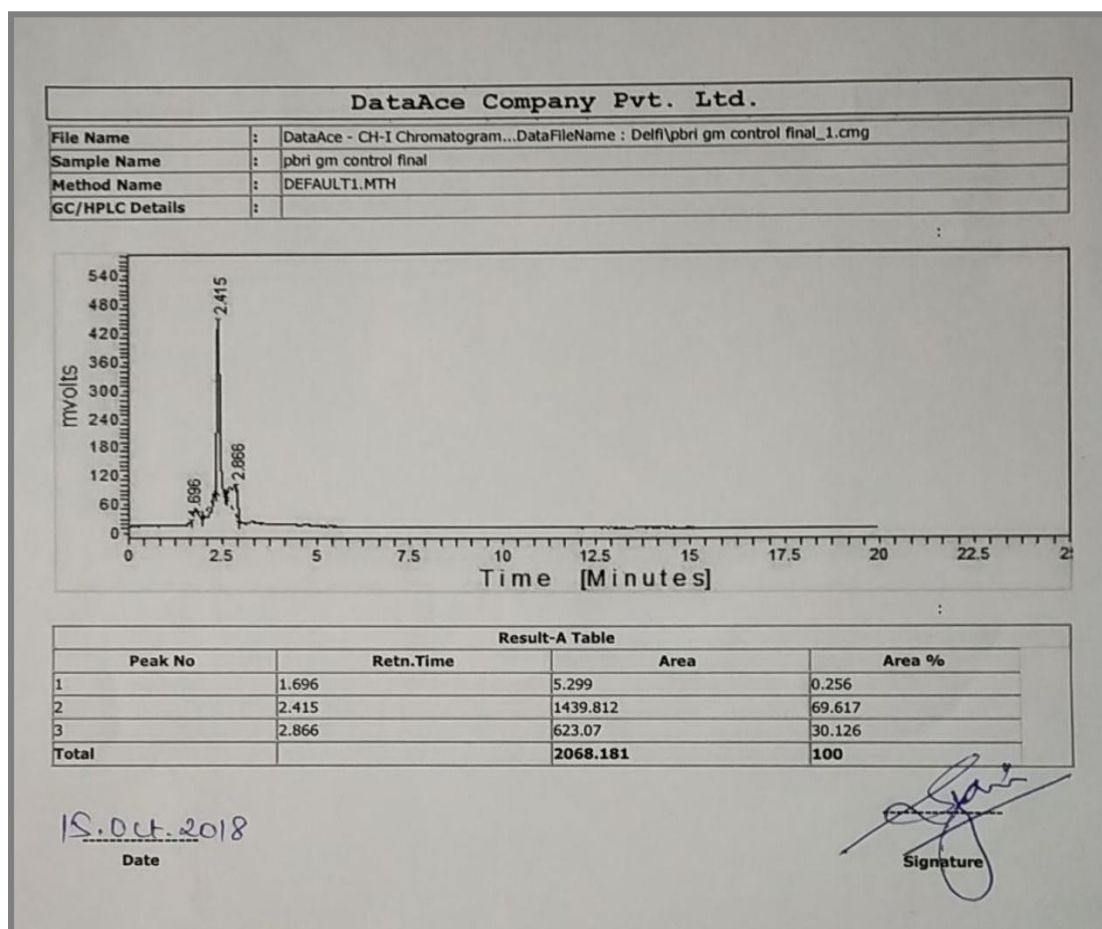 DataAce Company Pvt. Ltd.
File Name : DataAce - CH-I Chromatogram...DataFileName : Delfi\pbri gm control final_1.cmg
Sample Name : pbri gm control final
Method Name : DEFAULT1.MTH
GC/HPLC Details :
:
540
480
420
360
300
240
180
120
60
0
mvolts
1.696
2.415
2.866
0 2.5 5 7.5 10 12.5 15 17.5 20 22.5
Time [Minutes]
:
Result-A Table
Peak No Retn.Time Area Area %
1 1.696 5.299 0.256
2 2.415 1439.812 69.617
3 2.866 623.07 30.126
Total 2068.181 100
15.Oct.2018
Date Signature